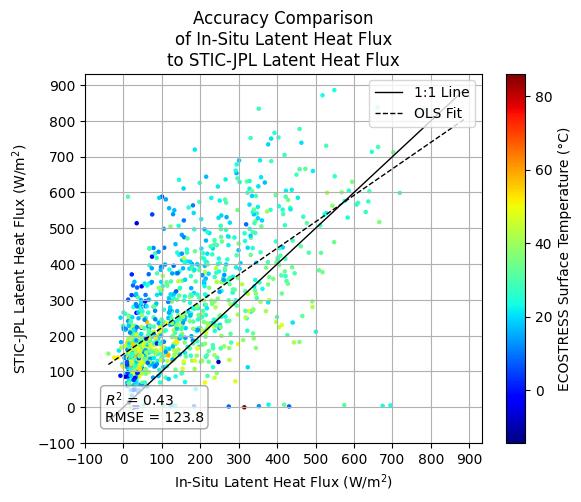 Accuracy Comparison
of In-Situ Latent Heat Flux
to STIC-JPL Latent Heat Flux
1:1 Line
OLS Fit
900
800
700
600
500
400
300
200
100
0
−100
STIC-JPL Latent Heat Flux (W/m²)
R² = 0.43
RMSE = 123.8
−100 0 100 200 300 400 500 600 700 800 900
In-Situ Latent Heat Flux (W/m²)
80
60
40
20
0
ECOSTRESS Surface Temperature (°C)